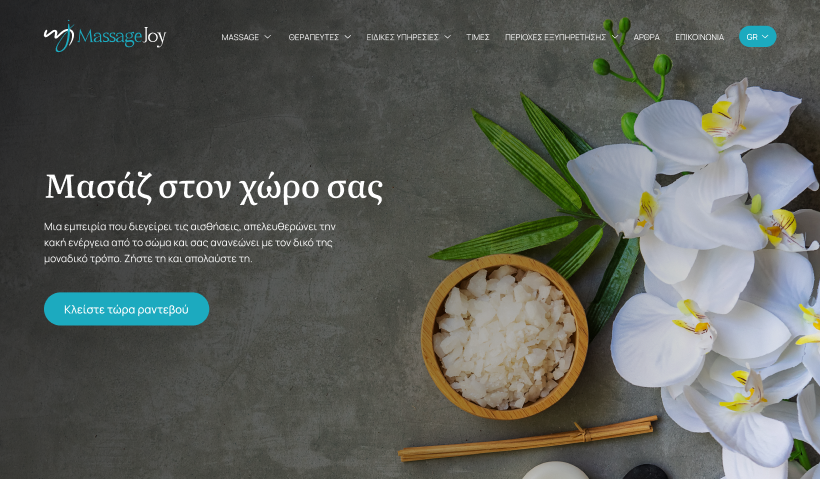 MassageJoy
MASSAGE
ΘΕΡΑΠΕΥΤΕΣ
ΕΙΔΙΚΕΣ ΥΠΗΡΕΣΙΕΣ
ΤΙΜΕΣ
ΠΕΡΙΟΧΕΣ ΕΞΥΠΗΡΕΤΗΣΗΣ
ΑΡΘΡΑ
ΕΠΙΚΟΙΝΩΝΙΑ
GR
Μασάζ στον χώρο σας
Μια εμπειρία που διεγείρει τις αισθήσεις, απελευθερώνει την
κακή ενέργεια από το σώμα και σας ανανεώνει με τον δικό της
μοναδικό τρόπο. Ζήστε τη και απολαύστε τη.
Κλείστε τώρα ραντεβού